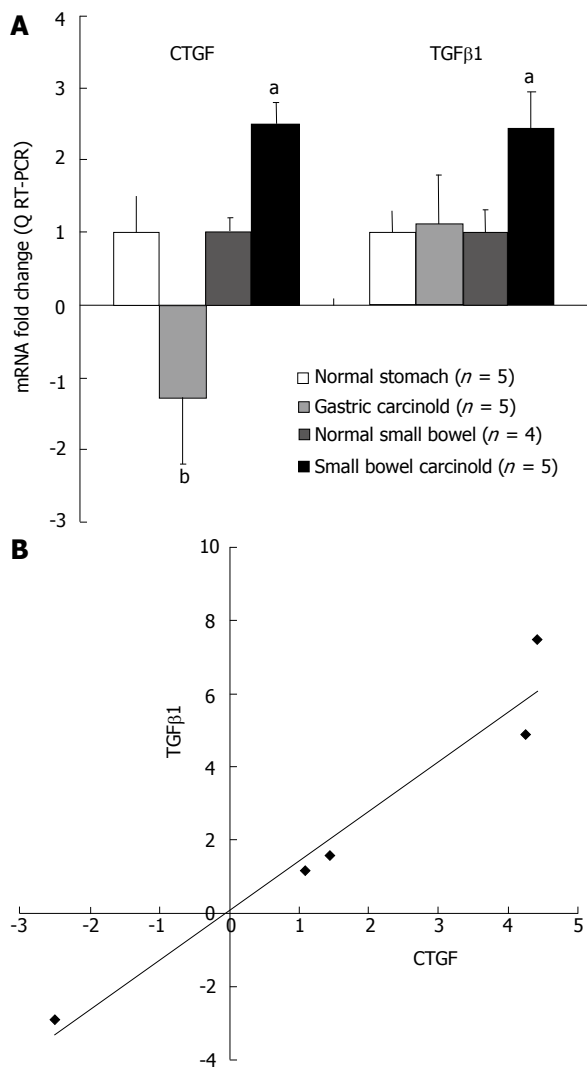 A
CTGF
TGFβ1
mRNA fold change (Q RT-PCR)
4
3
2
1
0
-1
-2
-3
a
a
b
Normal stomach (n = 5)
Gastric carcinold (n = 5)
Normal small bowel (n = 4)
Small bowel carcinold (n = 5)
B
TGFβ1
10
8
6
4
2
0
-2
-4
-3 -2 -1 0 1 2 3 4 5
CTGF